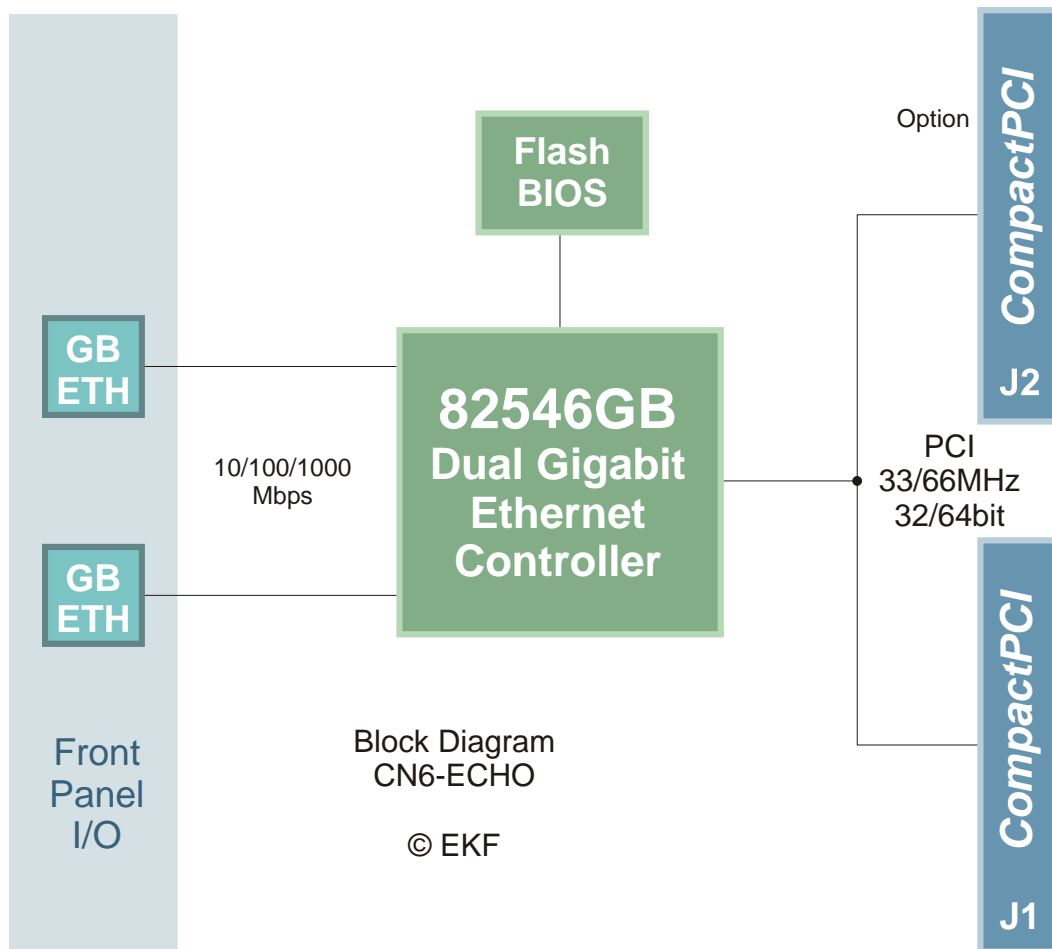 Option
CompactPCI
J2
Flash
BIOS
GB
ETH
82546GB
Dual Gigabit
Ethernet
Controller
10/100/1000
Mbps
PCI
33/66MHz
32/64bit
GB
ETH
CompactPCI
J1
Front
Panel
I/O
Block Diagram
CN6-ECHO
© EKF